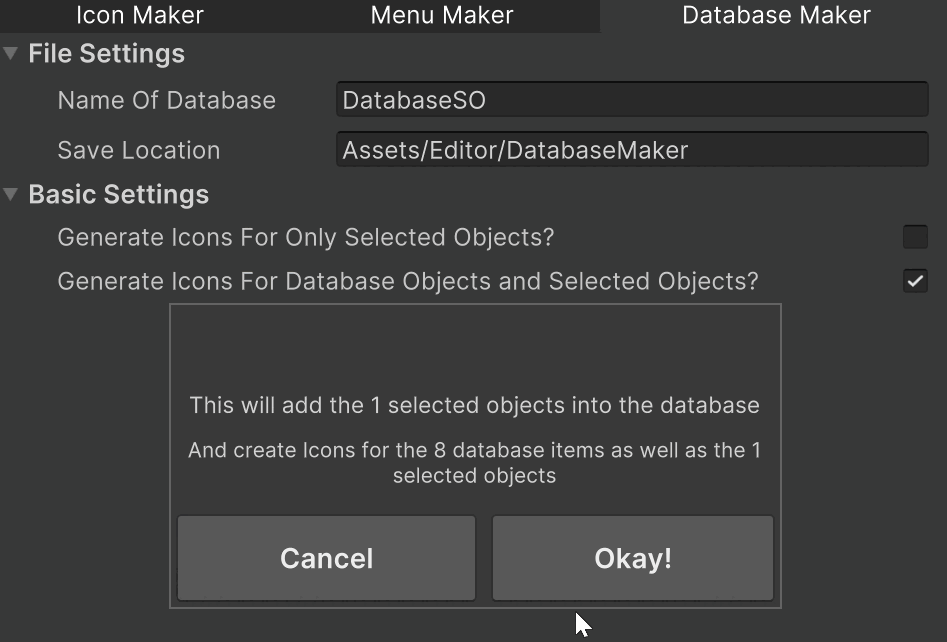 Icon Maker Menu Maker Database Maker
File Settings
Name Of Database DatabaseSO
Save Location Assets/Editor/DatabaseMaker
Basic Settings
Generate Icons For Only Selected Objects?
Generate Icons For Database Objects and Selected Objects?
This will add the 1 selected objects into the database
And create Icons for the 8 database items as well as the 1
selected objects
Cancel Okay!